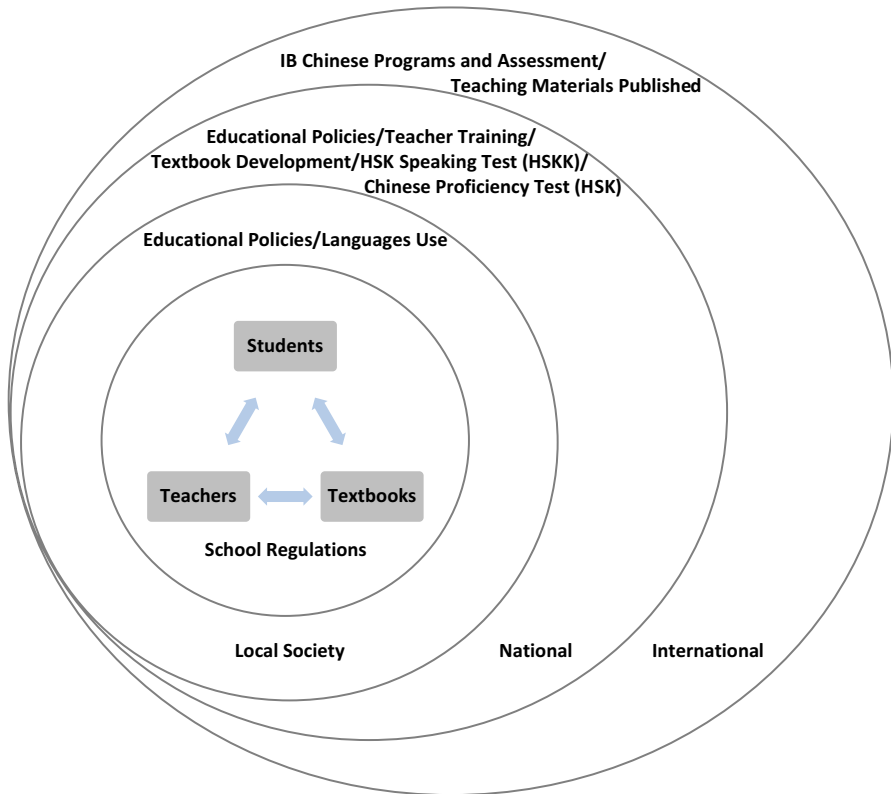 IB Chinese Programs and Assessment/
Teaching Materials Published
Educational Policies/Teacher Training/
Textbook Development/HSK Speaking Test (HSKK)/
Chinese Proficiency Test (HSK)
Educational Policies/Languages Use
Students
Teachers
Textbooks
School Regulations
Local Society
National
International